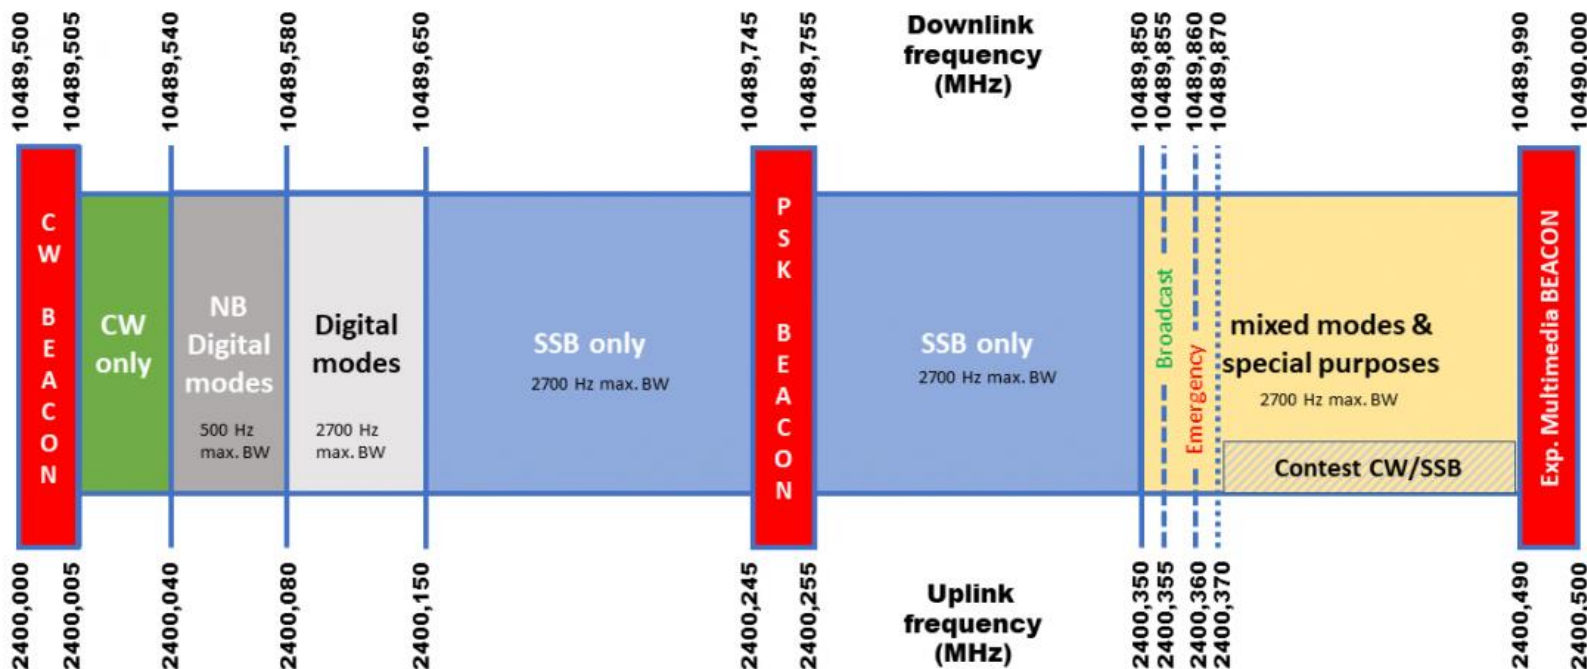 10489,500
10489,505
10489,540
10489,580
10489,650
10489,745
10489,755
Downlink
frequency
(MHz)
10489,850
10489,855
10489,860
10489,870
10489,990
10490,000
CW BEACON
CW
only
NB
Digital
modes
500 Hz
max. BW
Digital
modes
2700 Hz
max. BW
SSB only
2700 Hz max. BW
PSK BEACON
SSB only
2700 Hz max. BW
Broadcast
Emergency
mixed modes &
special purposes
2700 Hz max. BW
Contest CW/SSB
Exp. Multimedia BEACON
2400,000
2400,005
2400,040
2400,080
2400,150
2400,245
2400,255
Uplink
frequency
(MHz)
2400,350
2400,355
2400,360
2400,370
2400,490
2400,500